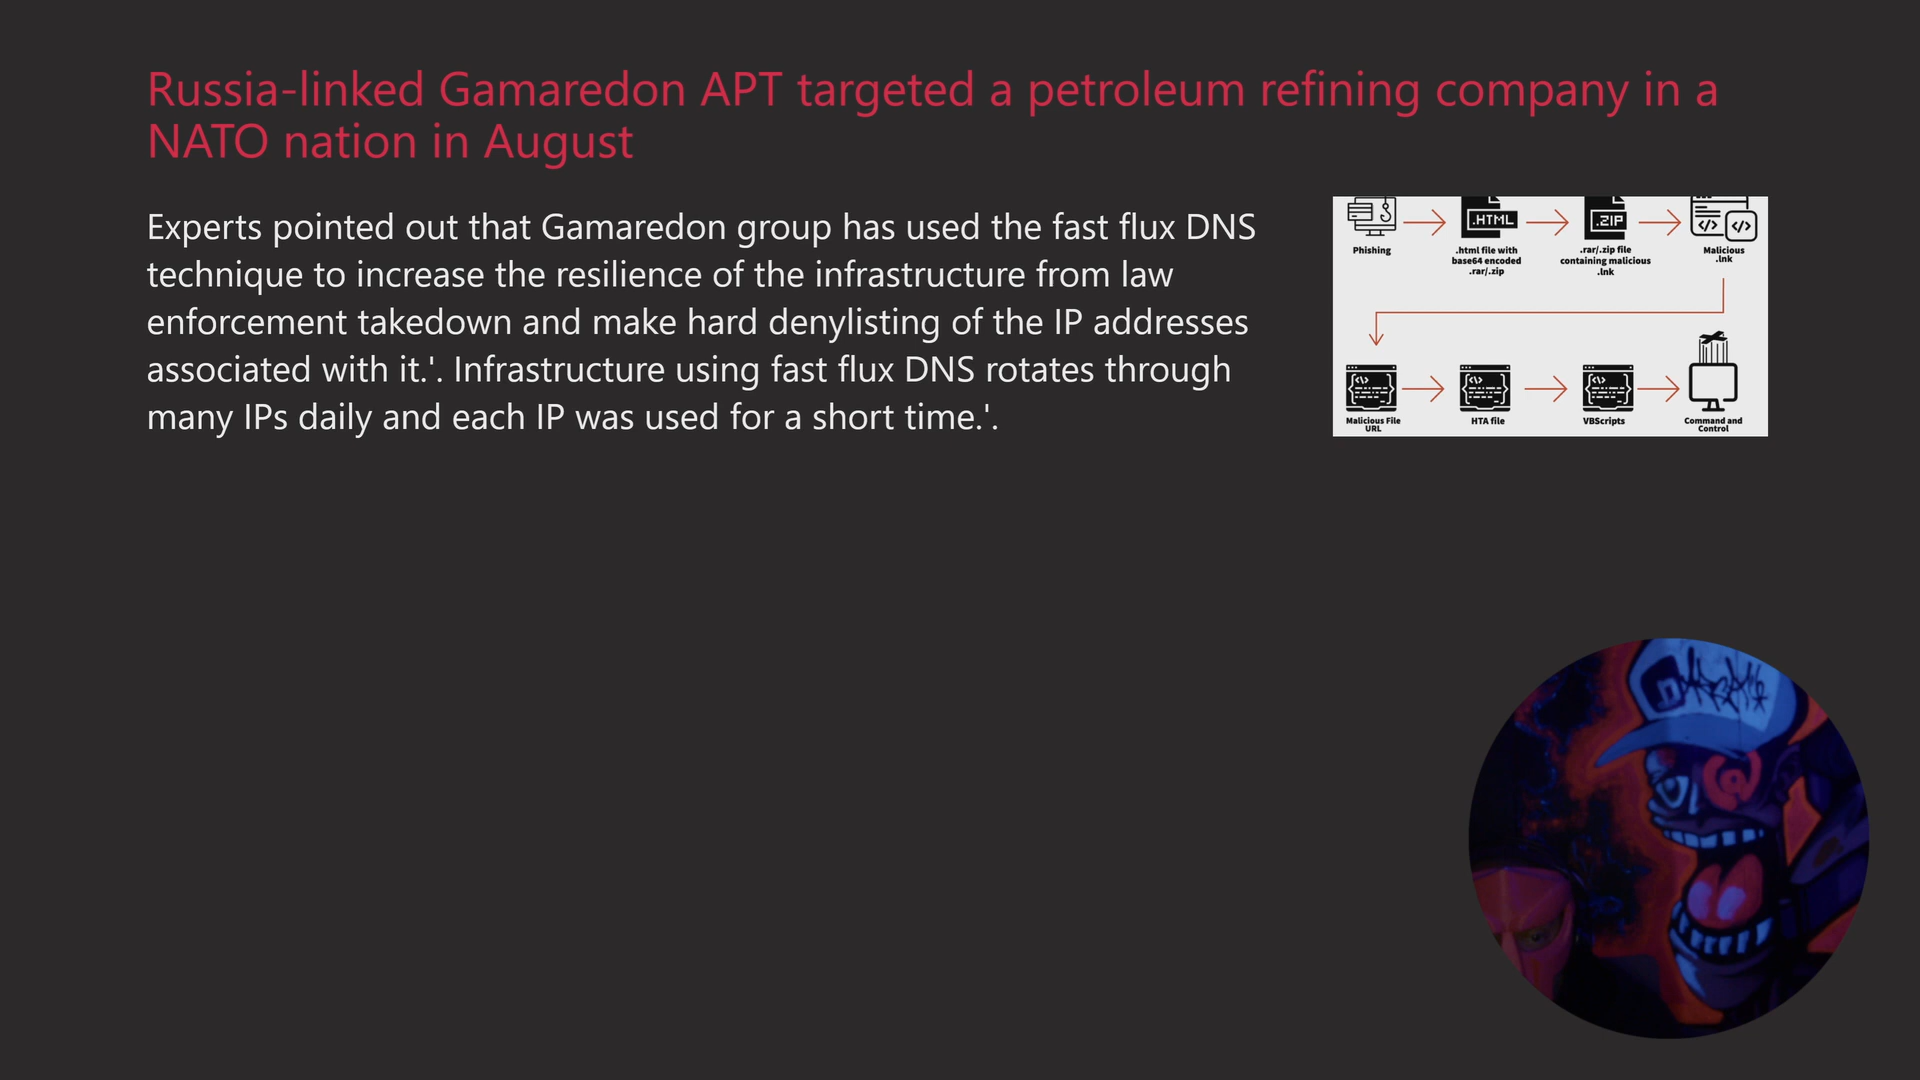 Russia-linked Gamaredon APT targeted a petroleum refining company in a
NATO nation in August
Experts pointed out that Gamaredon group has used the fast flux DNS
technique to increase the resilience of the infrastructure from law
enforcement takedown and make hard denylisting of the IP addresses
associated with it.'. Infrastructure using fast flux DNS rotates through
many IPs daily and each IP was used for a short time.'.
.HTML
.ZIP
</>
</>
Phishing
.html file with
base64 encoded
.rar/.zip
.rar/.zip file
containing malicious
.lnk
Malicious
.lnk
</>
</>
</>
Malicious File
URL
HTA file
VBScripts
Command and
Control